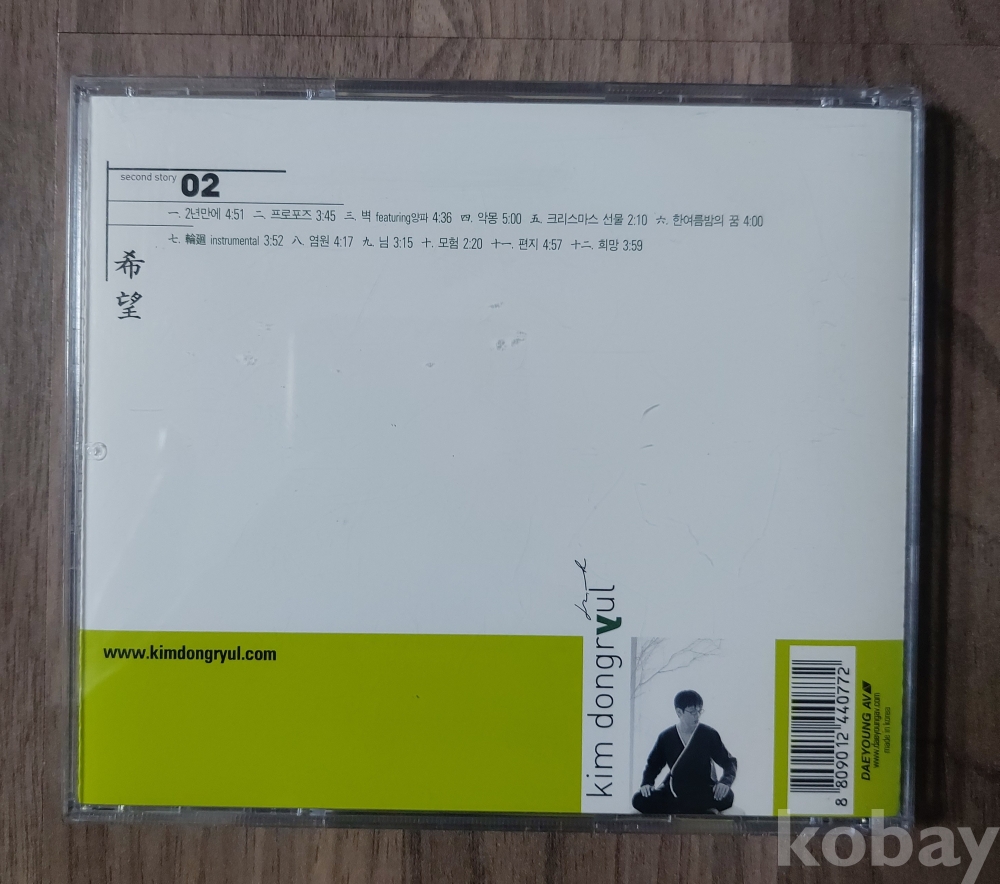 second story 02
一. 2년만에 4:51 二. 프로포즈 3:45 三. 벽 featuring양파 4:36 四. 악몽 5:00 五. 크리스마스 선물 2:10 六. 한여름밤의 꿈 4:00
七. 輪廻 instrumental 3:52 八. 염원 4:17 九. 님 3:15 十. 모험 2:20 十一. 편지 4:57 十二. 희망 3:59
希望
www.kimdongryul.com
kim dongryul
8 809012 440772
DAEYOUNG AV
www.daeyoungav.com
made in korea
kobay